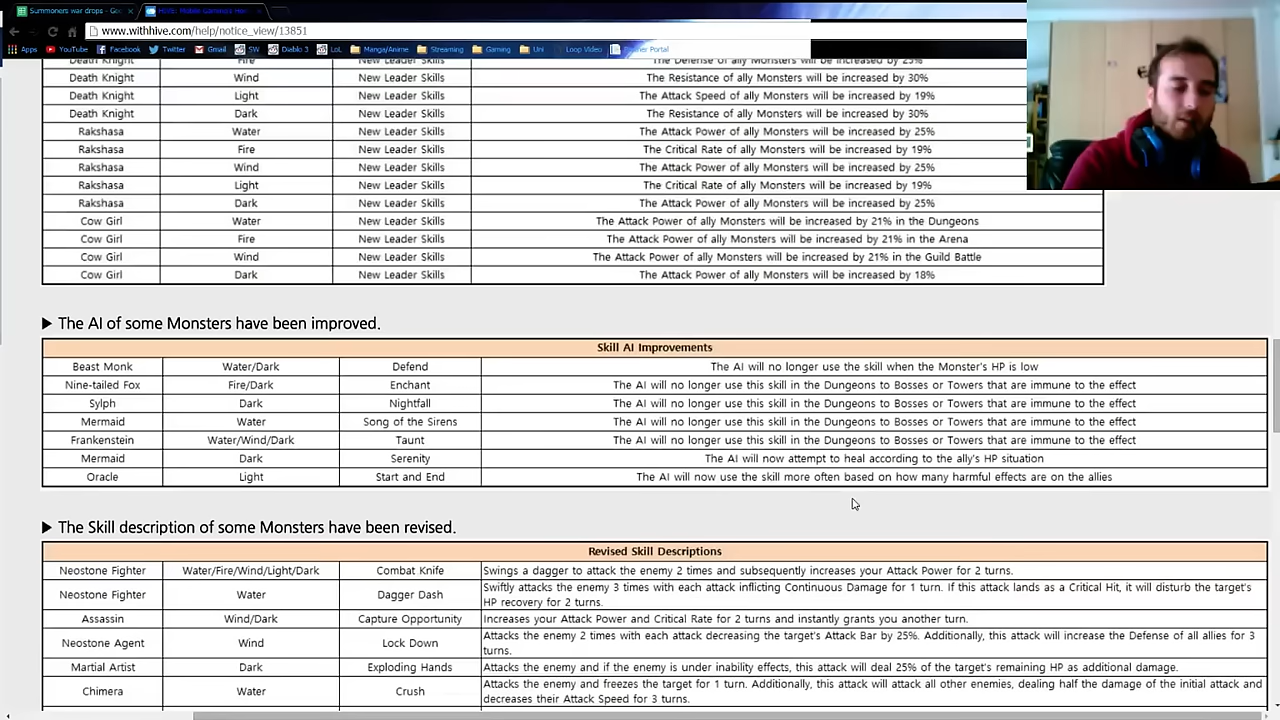 Summoners war drops - Goo
HIVE: Mobile Gaming's He
www.withhive.com/help/notice_view/13851
Apps YouTube Facebook Twitter Gmail SW Diablo 3 LoL Manga/Anime Streaming Gaming Uni Loop Video Portal
Death Knight Fire New Leader Skills The Defense of ally Monsters will be increased by 25%
Death Knight Wind New Leader Skills The Resistance of ally Monsters will be increased by 30%
Death Knight Light New Leader Skills The Attack Speed of ally Monsters will be increased by 19%
Death Knight Dark New Leader Skills The Resistance of ally Monsters will be increased by 30%
Rakshasa Water New Leader Skills The Attack Power of ally Monsters will be increased by 25%
Rakshasa Fire New Leader Skills The Critical Rate of ally Monsters will be increased by 19%
Rakshasa Wind New Leader Skills The Attack Power of ally Monsters will be increased by 25%
Rakshasa Light New Leader Skills The Critical Rate of ally Monsters will be increased by 19%
Rakshasa Dark New Leader Skills The Attack Power of ally Monsters will be increased by 25%
Cow Girl Water New Leader Skills The Attack Power of ally Monsters will be increased by 21% in the Dungeons
Cow Girl Fire New Leader Skills The Attack Power of ally Monsters will be increased by 21% in the Arena
Cow Girl Wind New Leader Skills The Attack Power of ally Monsters will be increased by 21% in the Guild Battle
Cow Girl Dark New Leader Skills The Attack Power of ally Monsters will be increased by 18%
▶ The AI of some Monsters have been improved.
Skill AI Improvements
Beast Monk Water/Dark Defend The AI will no longer use the skill when the Monster's HP is low
Nine-tailed Fox Fire/Dark Enchant The AI will no longer use this skill in the Dungeons to Bosses or Towers that are immune to the effect
Sylph Dark Nightfall The AI will no longer use this skill in the Dungeons to Bosses or Towers that are immune to the effect
Mermaid Water Song of the Sirens The AI will no longer use this skill in the Dungeons to Bosses or Towers that are immune to the effect
Frankenstein Water/Wind/Dark Taunt The AI will no longer use this skill in the Dungeons to Bosses or Towers that are immune to the effect
Mermaid Dark Serenity The AI will now attempt to heal according to the ally's HP situation
Oracle Light Start and End The AI will now use the skill more often based on how many harmful effects are on the allies
▶ The Skill description of some Monsters have been revised.
Revised Skill Descriptions
Neostone Fighter Water/Fire/Wind/Light/Dark Combat Knife Swings a dagger to attack the enemy 2 times and subsequently increases your Attack Power for 2 turns.
Neostone Fighter Water Dagger Dash Swiftly attacks the enemy 3 times with each attack inflicting Continuous Damage for 1 turn. If this attack lands as a Critical Hit, it will disturb the target's
HP recovery for 2 turns.
Assassin Wind/Dark Capture Opportunity Increases your Attack Power and Critical Rate for 2 turns and instantly grants you another turn.
Neostone Agent Wind Lock Down Attacks the enemy 2 times with each attack decreasing the target's Attack Bar by 25%. Additionally, this attack will increase the Defense of all allies for 3
turns.
Martial Artist Dark Exploding Hands Attacks the enemy and if the enemy is under inability effects, this attack will deal 25% of the target's remaining HP as additional damage.
Chimera Water Crush Attacks the enemy and freezes the target for 1 turn. Additionally, this attack will attack all other enemies, dealing half the damage of the initial attack and
decreases their Attack Speed for 3 turns.